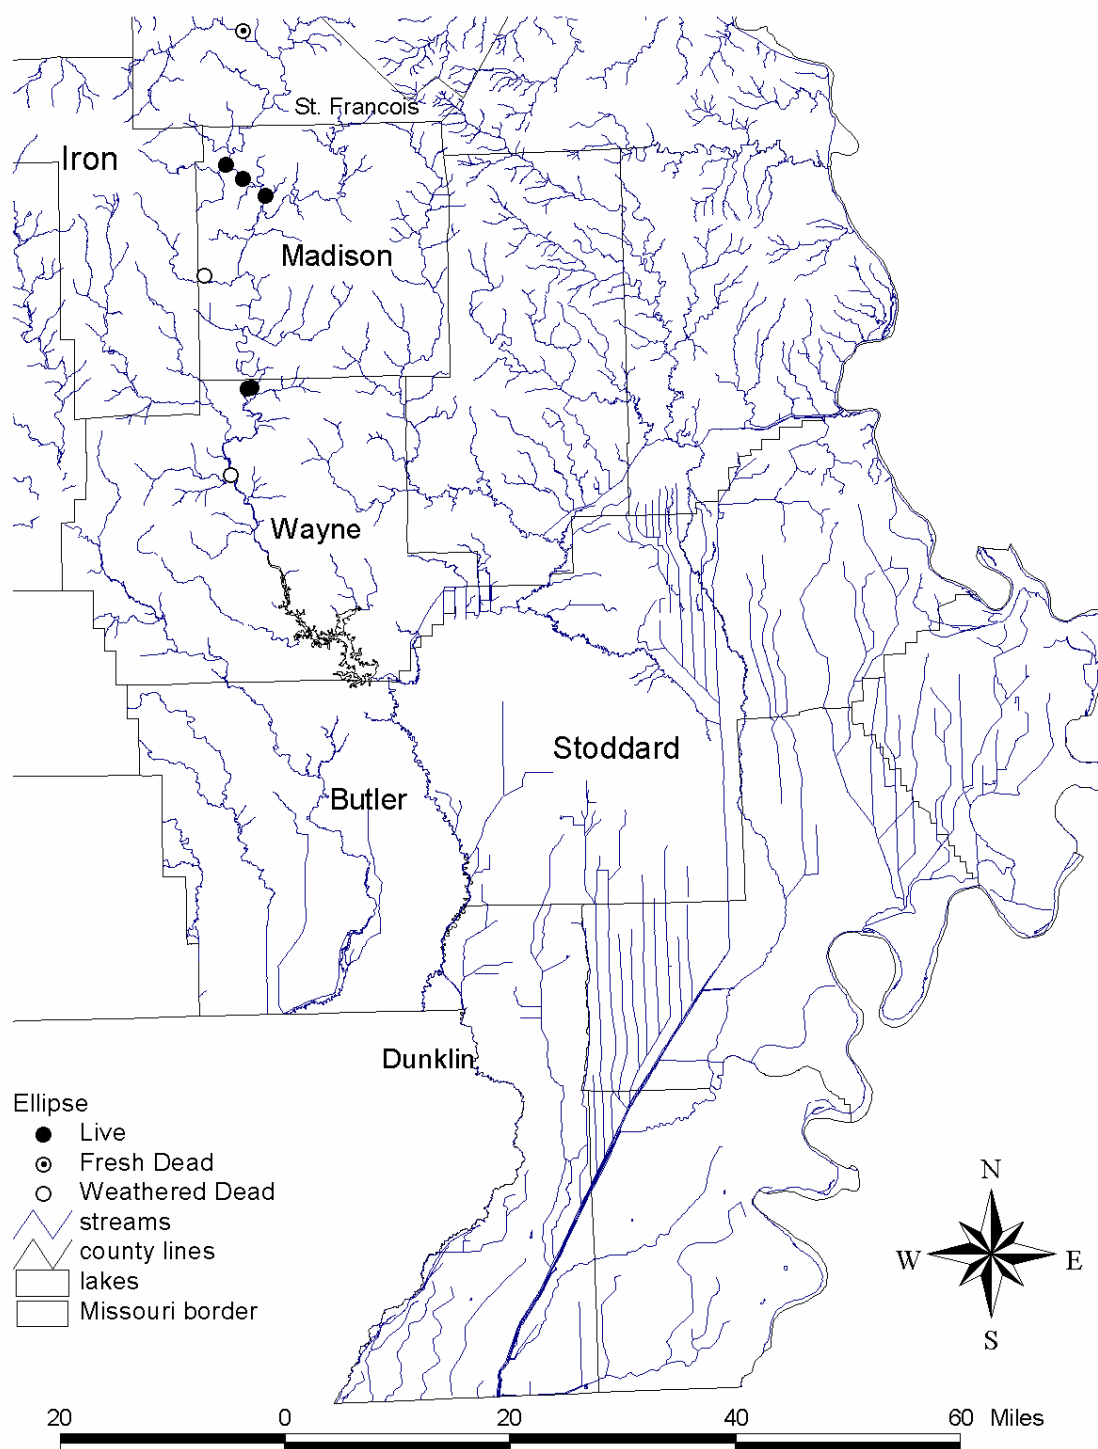 St. Francois
Iron
Madison
Wayne
Stoddard
Butler
Dunklin
Ellipse
Live
Fresh Dead
Weathered Dead
streams
county lines
lakes
Missouri border
N
W E
S
20 0 20 40 60 Miles